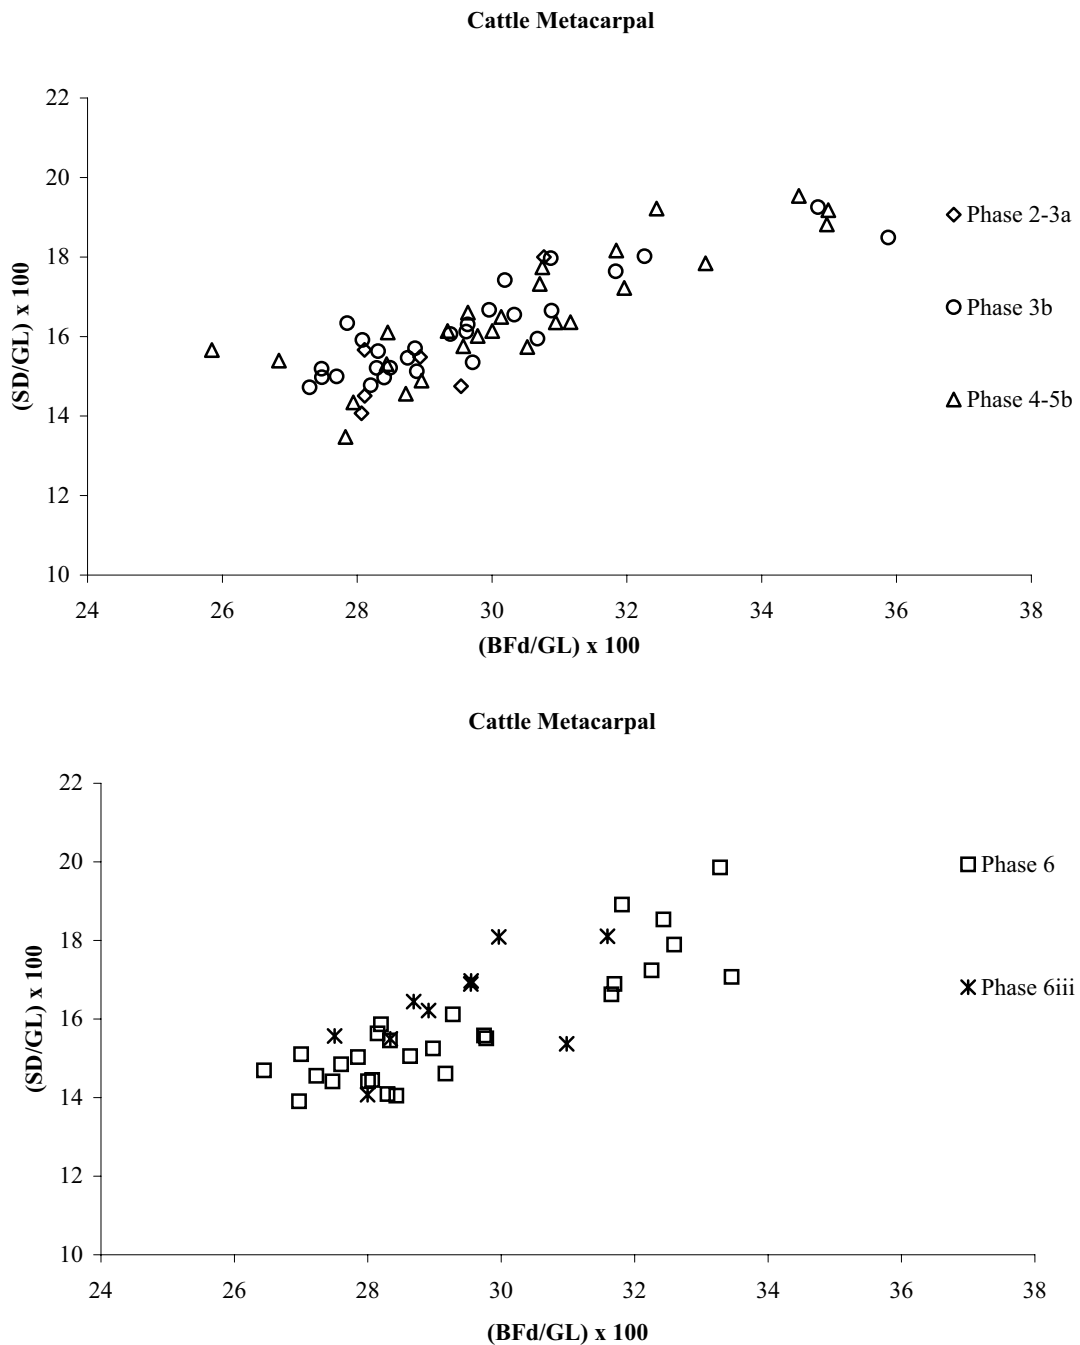 Cattle Metacarpal
22
20
18
16
14
12
10
(SD/GL) x 100
24 26 28 30 32 34 36 38
(BFd/GL) x 100
Phase 2-3a
Phase 3b
Phase 4-5b
Cattle Metacarpal
22
20
18
16
14
12
10
(SD/GL) x 100
24 26 28 30 32 34 36 38
(BFd/GL) x 100
Phase 6
Phase 6iii